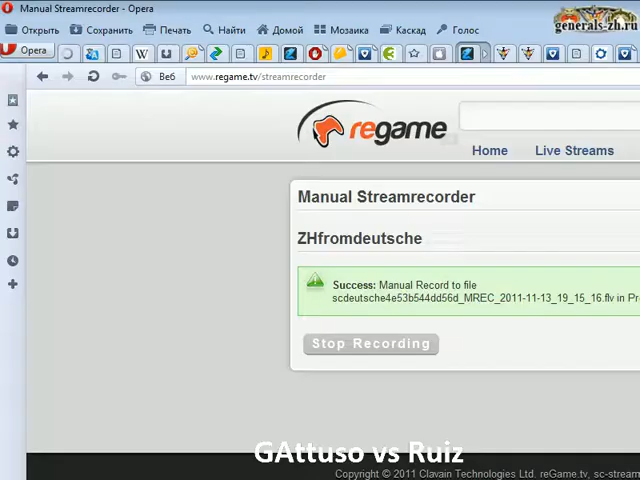 Manual Streamrecorder - Opera
generals-zh.ru
Домой Сохранить Печать Найти Мозаика Каскад Голос
Opera
W Z Z
Веб www.regame.tv/streamrecorder
regame
Home Live Streams
Manual Streamrecorder
ZHfromdeutsche
Success: Manual Record to file
scdeutsche4e53b544dd56d_MREC_2011-11-13_19_15_16.flv in Pr
Stop Recording
GAttuso vs Ruiz
Copyright © 2011 Clavain Technologies Ltd. reGame.tv, sc-stream